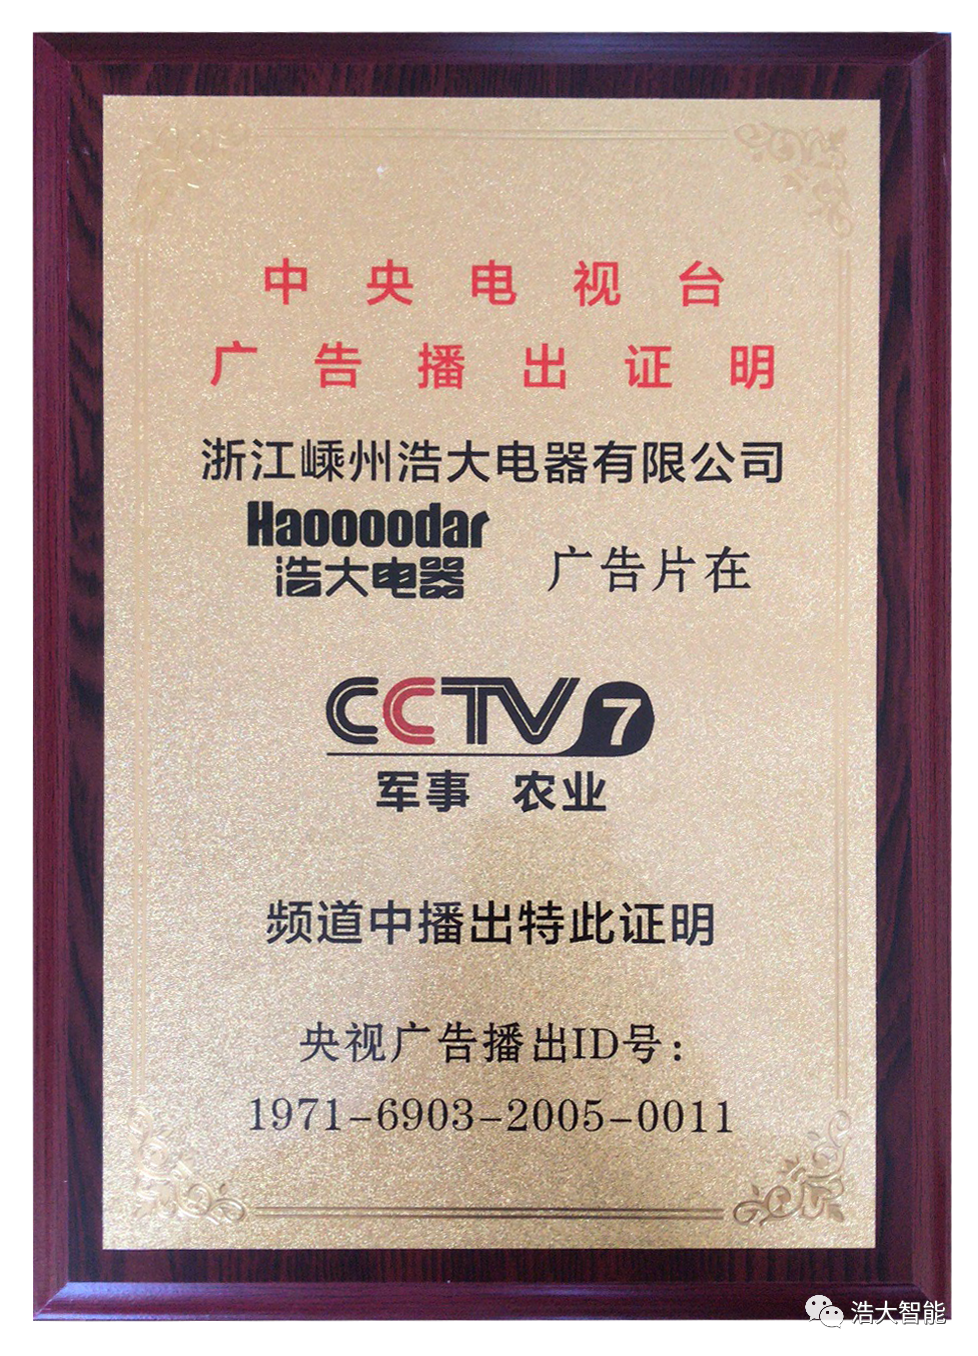 中央电视台
广告播出证明
浙江嵊州浩大电器有限公司
Haoooodar
浩大电器 广告片在
CCTV 7
军事 农业
频道中播出特此证明
央视广告播出ID号：
1971-6903-2005-0011
浩大智能